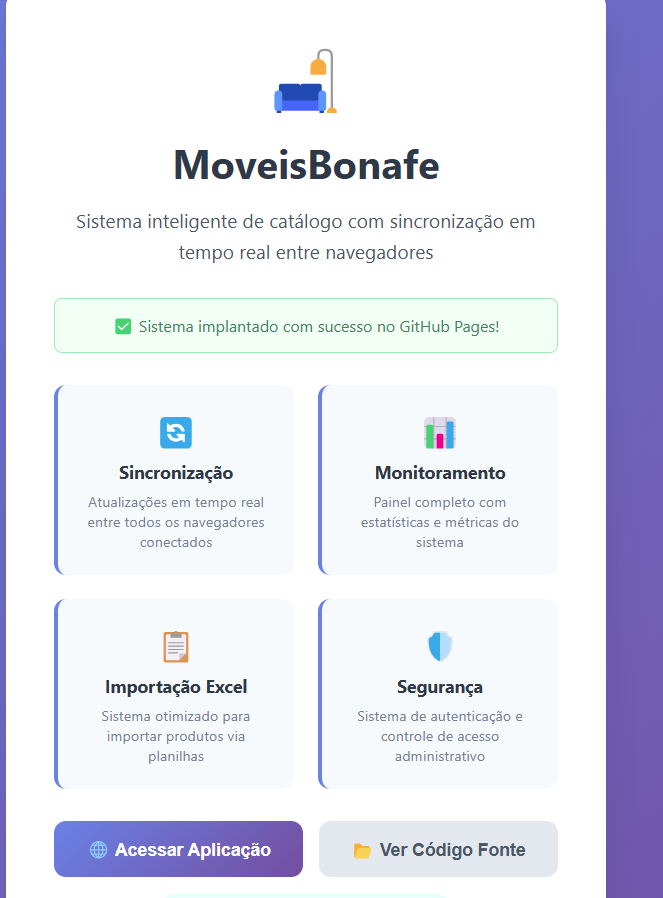 MoveisBonafe
Sistema inteligente de catálogo com sincronização em
tempo real entre navegadores
Sistema implantado com sucesso no GitHub Pages!
Sincronização
Atualizações em tempo real
entre todos os navegadores
conectados
Monitoramento
Painel completo com
estatísticas e métricas do
sistema
Importação Excel
Sistema otimizado para
importar produtos via
planilhas
Segurança
Sistema de autenticação e
controle de acesso
administrativo
Acessar Aplicação
Ver Código Fonte